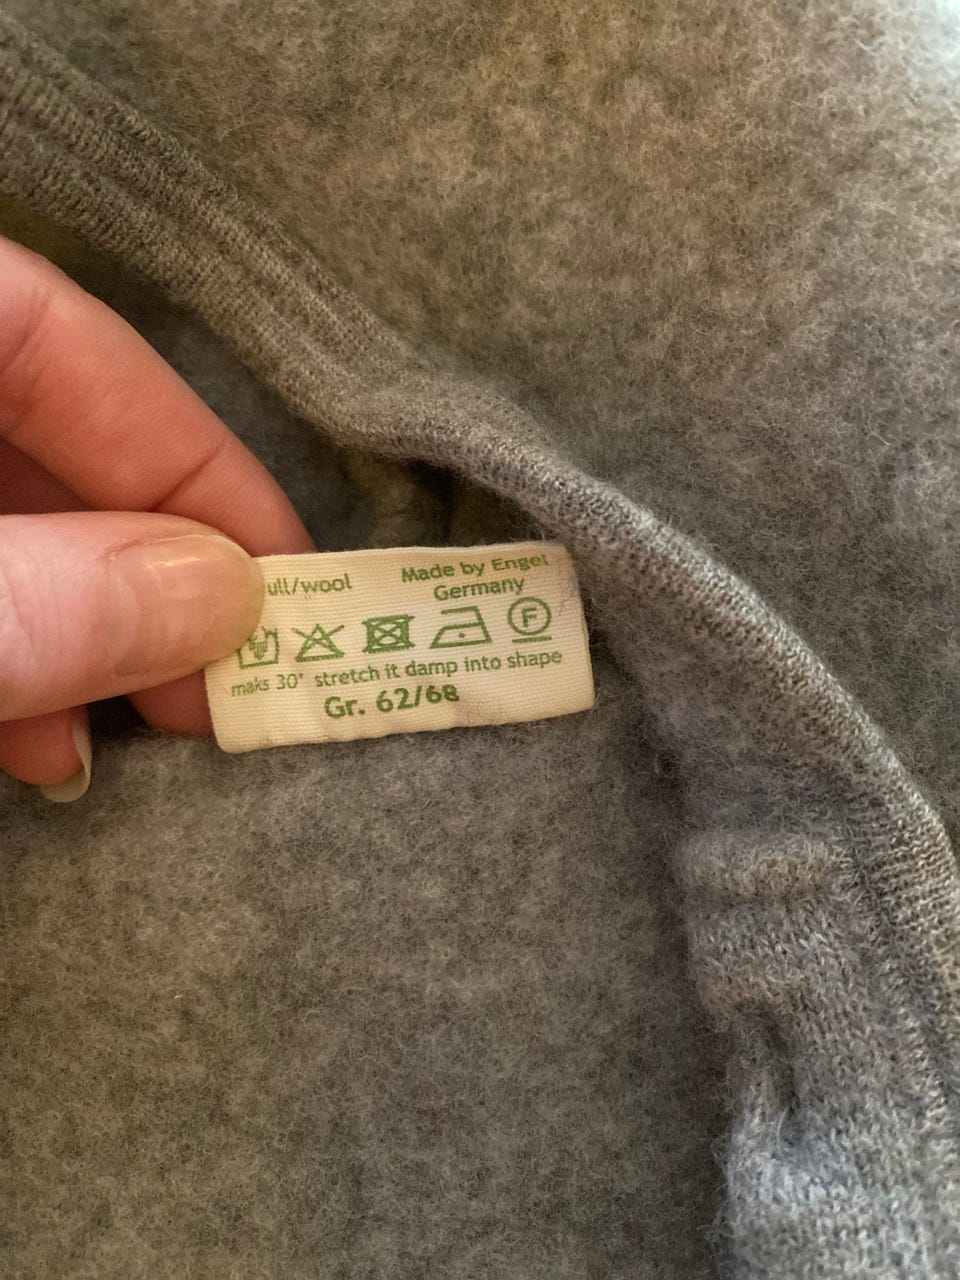 ull/wool
Made by Engel
Germany
F
maks 30° stretch it damp into shape
Gr. 62/68